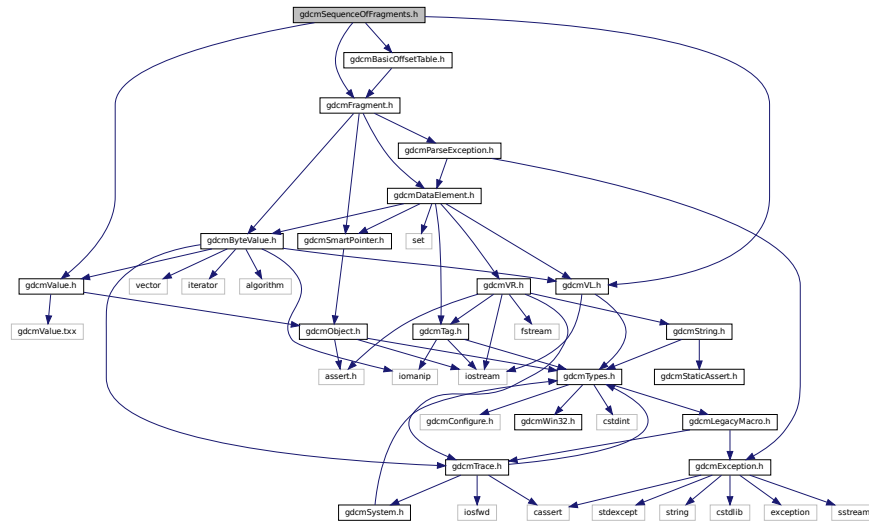 gdcmSequenceOfFragments.h
gdcmBasicOffsetTable.h
gdcmFragment.h
gdcmParseException.h
gdcmDataElement.h
gdcmByteValue.h
gdcmSmartPointer.h
set
gdcmValue.h
vector
iterator
algorithm
gdcmVR.h
gdcmVL.h
gdcmValue.txx
gdcmObject.h
gdcmTag.h
fstream
gdcmString.h
assert.h
iomanip
iostream
gdcmTypes.h
gdcmStaticAssert.h
gdcmConfigure.h
gdcmWin32.h
cstdint
gdcmLegacyMacro.h
gdcmTrace.h
gdcmException.h
gdcmSystem.h
iosfwd
cassert
stdexcept
string
cstdlib
exception
sstream